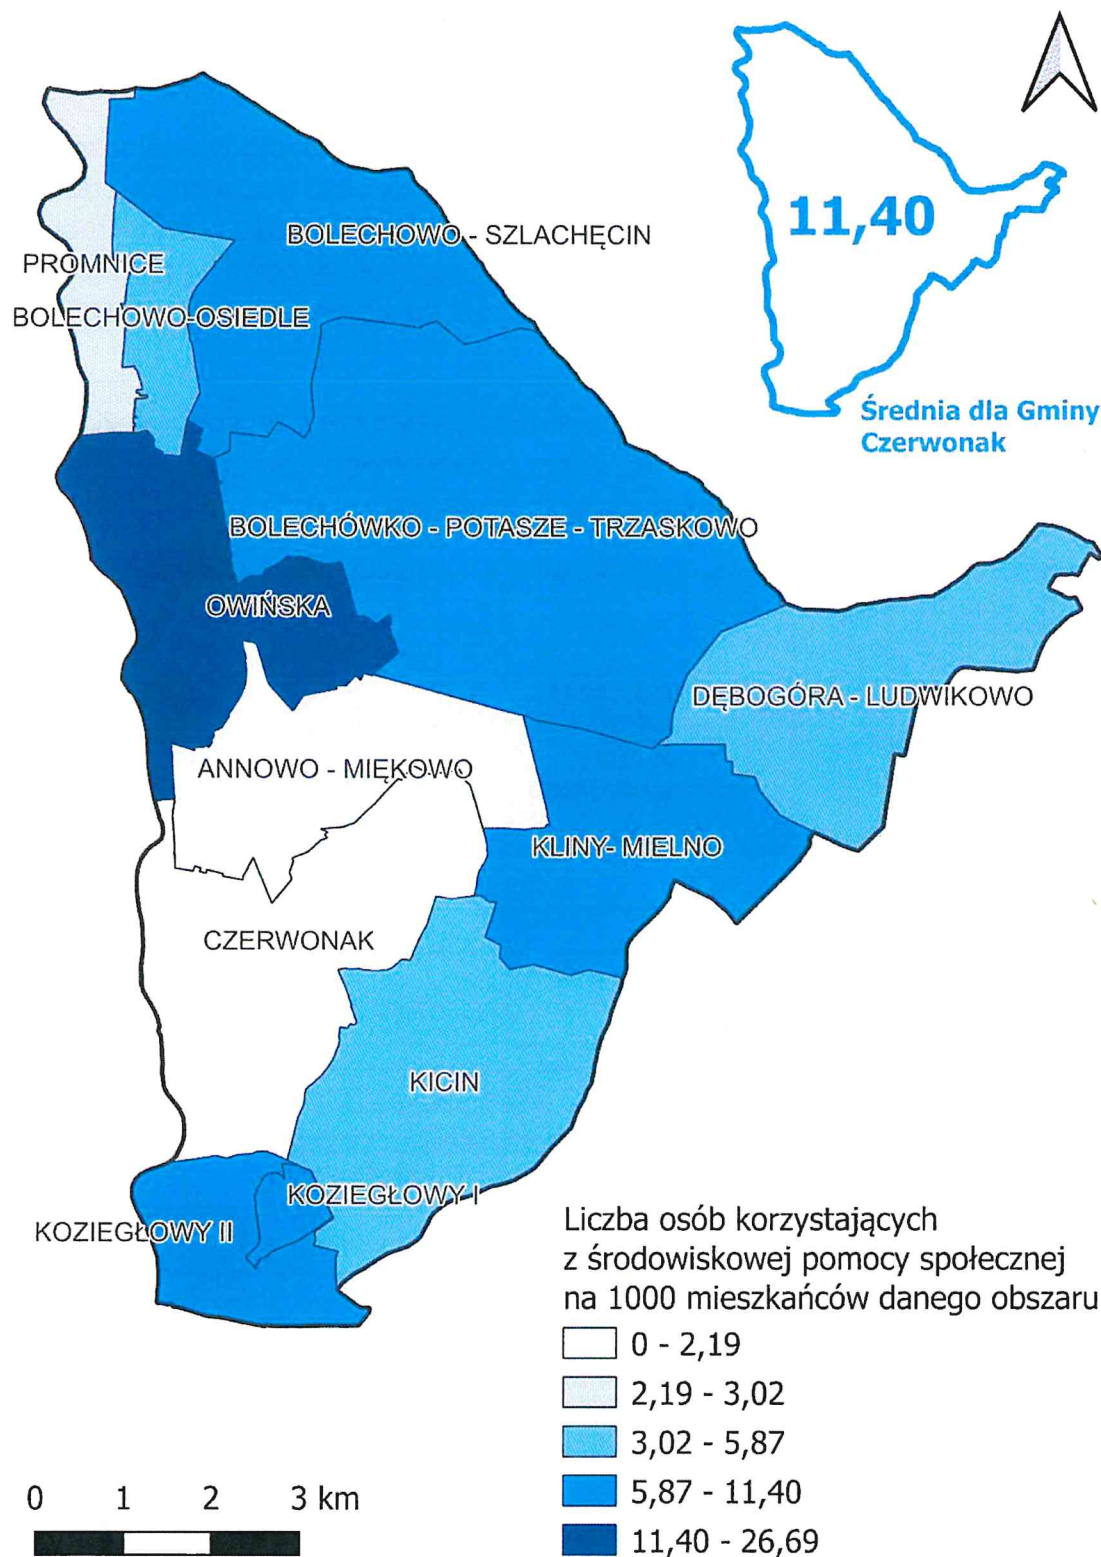 11,40
Średnia dla Gminy
Czerwonak
BOLECHOWO - SZLACHĘCIN
PROMNICE
BOLECHOWO-OSIEDLE
BOLECHÓWKO - POTASZE - TRZASKOWO
OWIŃSKA
DĘBOGÓRA - LUDWIKOWO
ANNOWO - MIĘKOWO
KLINY- MIELNO
CZERWONAK
KICIN
KOZIEGŁOWY I
KOZIEGŁOWY II
Liczba osób korzystających
z środowiskowej pomocy społecznej
na 1000 mieszkańców danego obszaru
0 - 2,19
2,19 - 3,02
3,02 - 5,87
5,87 - 11,40
11,40 - 26,69
0 1 2 3 km